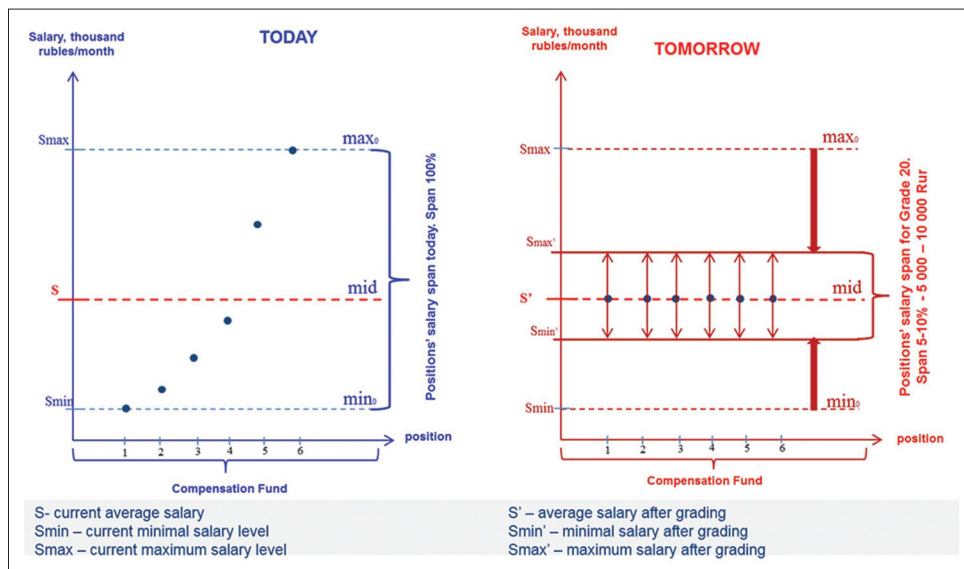 Salary, thousand
rubles/month
TODAY
Smax
max₀
S
mid
Smin
min₀
1 2 3 4 5 6
position
Compensation Fund
Positions' salary span today. Span 100%
Salary, thousand
rubles/month
TOMORROW
Smax
max₀
Smax'
S'
mid
Smin'
Smin
min₀
1 2 3 4 5 6
position
Compensation Fund
Positions' salary span for Grade 20.
Span 5-10% - 5 000 – 10 000 Rur
S- current average salary
Smin – current minimal salary level
Smax – current maximum salary level
S' – average salary after grading
Smin' – minimal salary after grading
Smax' – maximum salary after grading